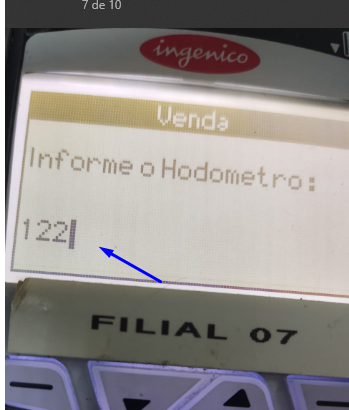 7 de 10
ingenico
Venda
Informe o Hodometro:
122
FILIAL 07